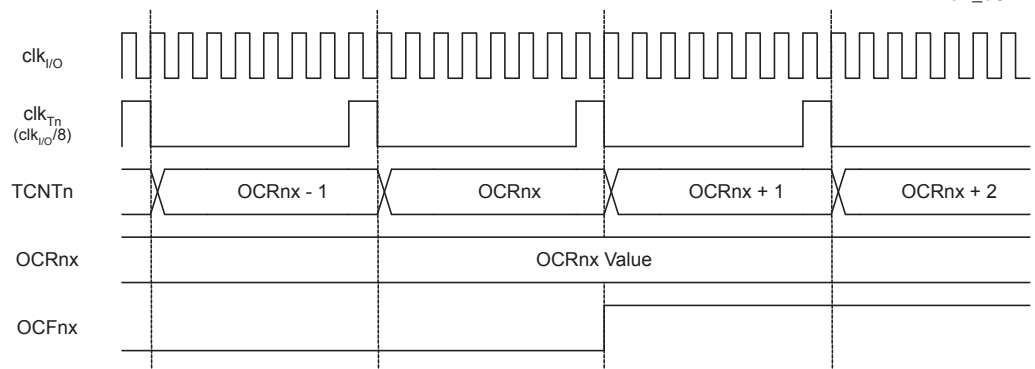 clkI/O
clkTn
(clkI/O/8)
TCNTn OCRnx - 1 OCRnx OCRnx + 1 OCRnx + 2
OCRnx OCRnx Value
OCFnx